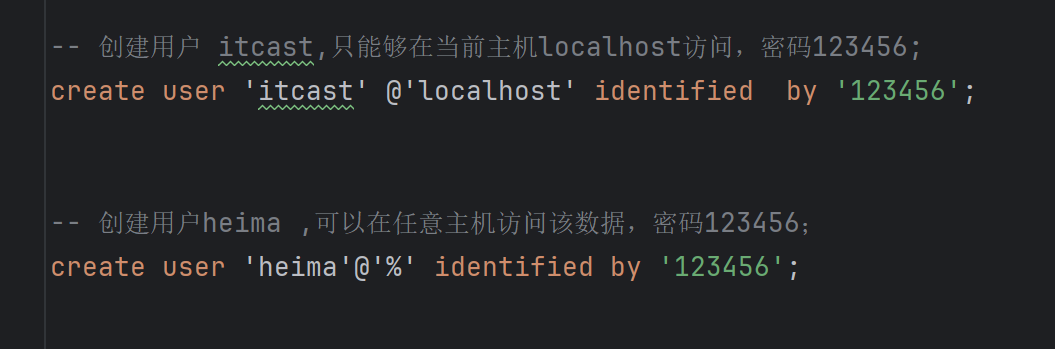 -- 创建用户 itcast,只能够在当前主机localhost访问，密码123456;
create user 'itcast' @'localhost' identified  by '123456';
-- 创建用户heima ,可以在任意主机访问该数据，密码123456；
create user 'heima'@'%' identified by '123456';